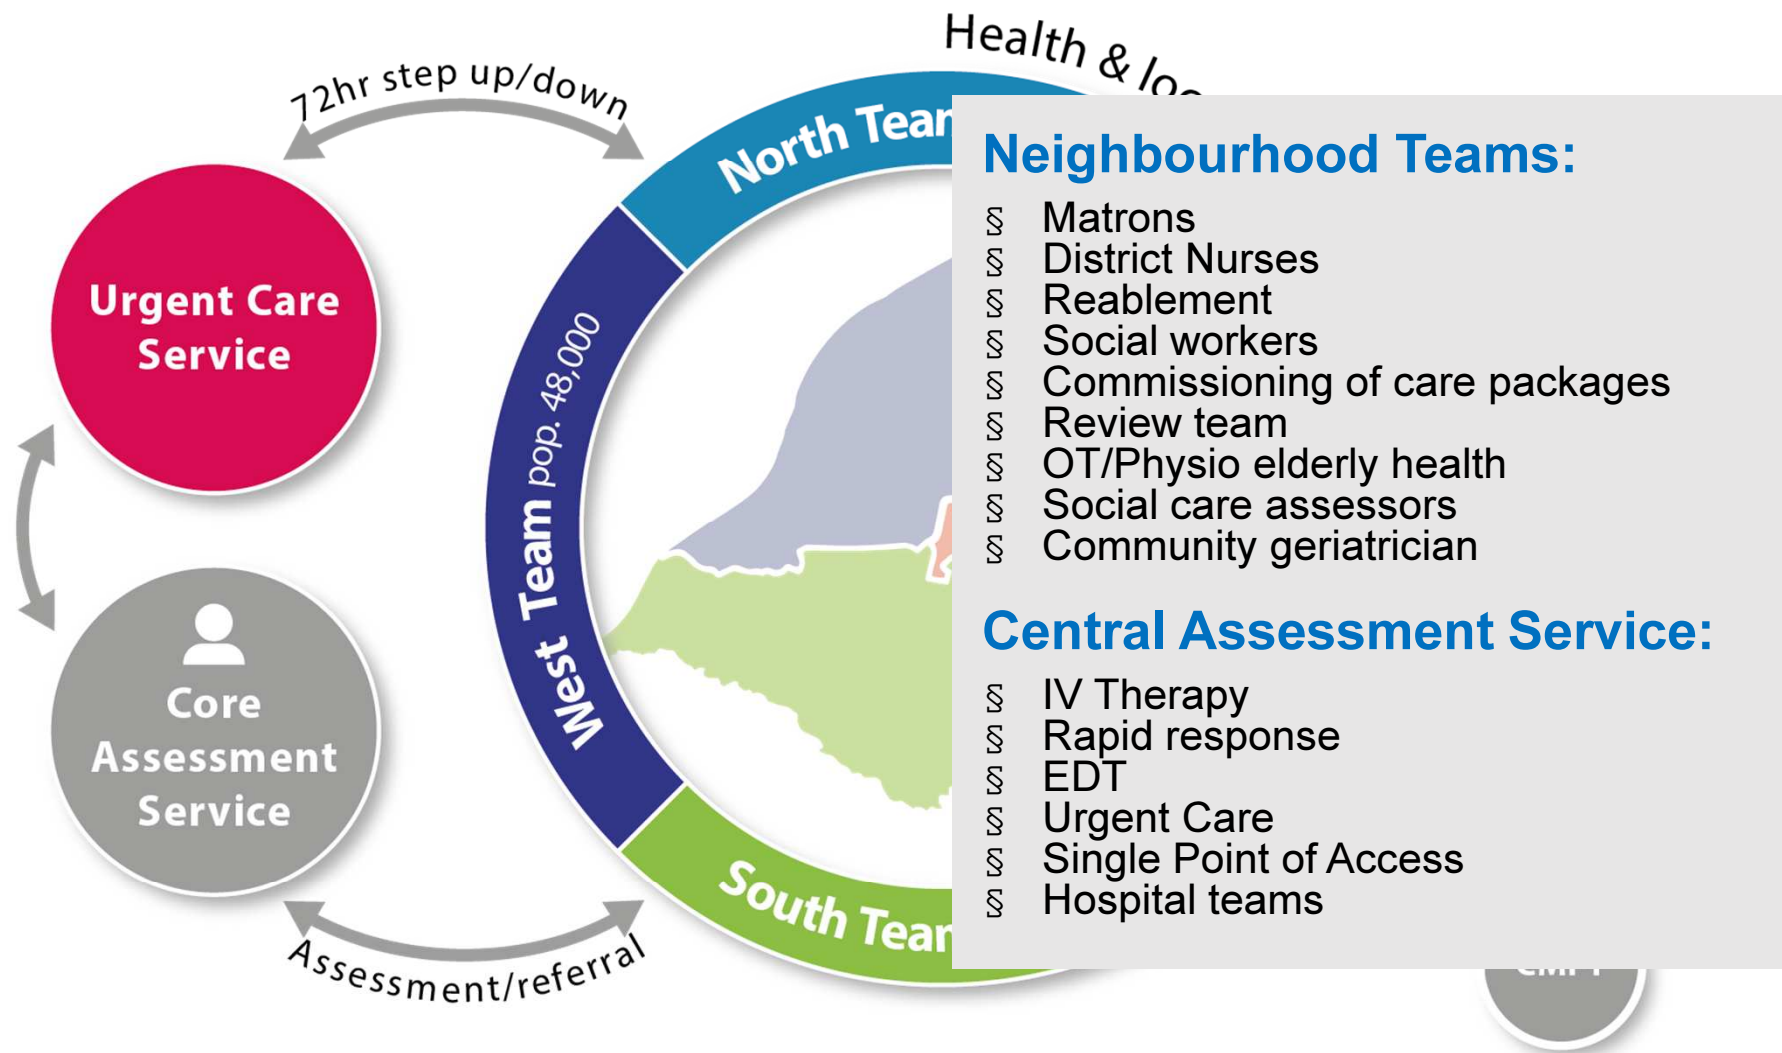 Health &
72hr step up/down
North
Urgent Care
Service
West Team pop. 48,000
Core
Assessment
Service
South
Assessment/referral
Neighbourhood Teams:
§ Matrons
§ District Nurses
§ Reablement
§ Social workers
§ Commissioning of care packages
§ Review team
§ OT/Physio elderly health
§ Social care assessors
§ Community geriatrician
Central Assessment Service:
§ IV Therapy
§ Rapid response
§ EDT
§ Urgent Care
§ Single Point of Access
§ Hospital teams